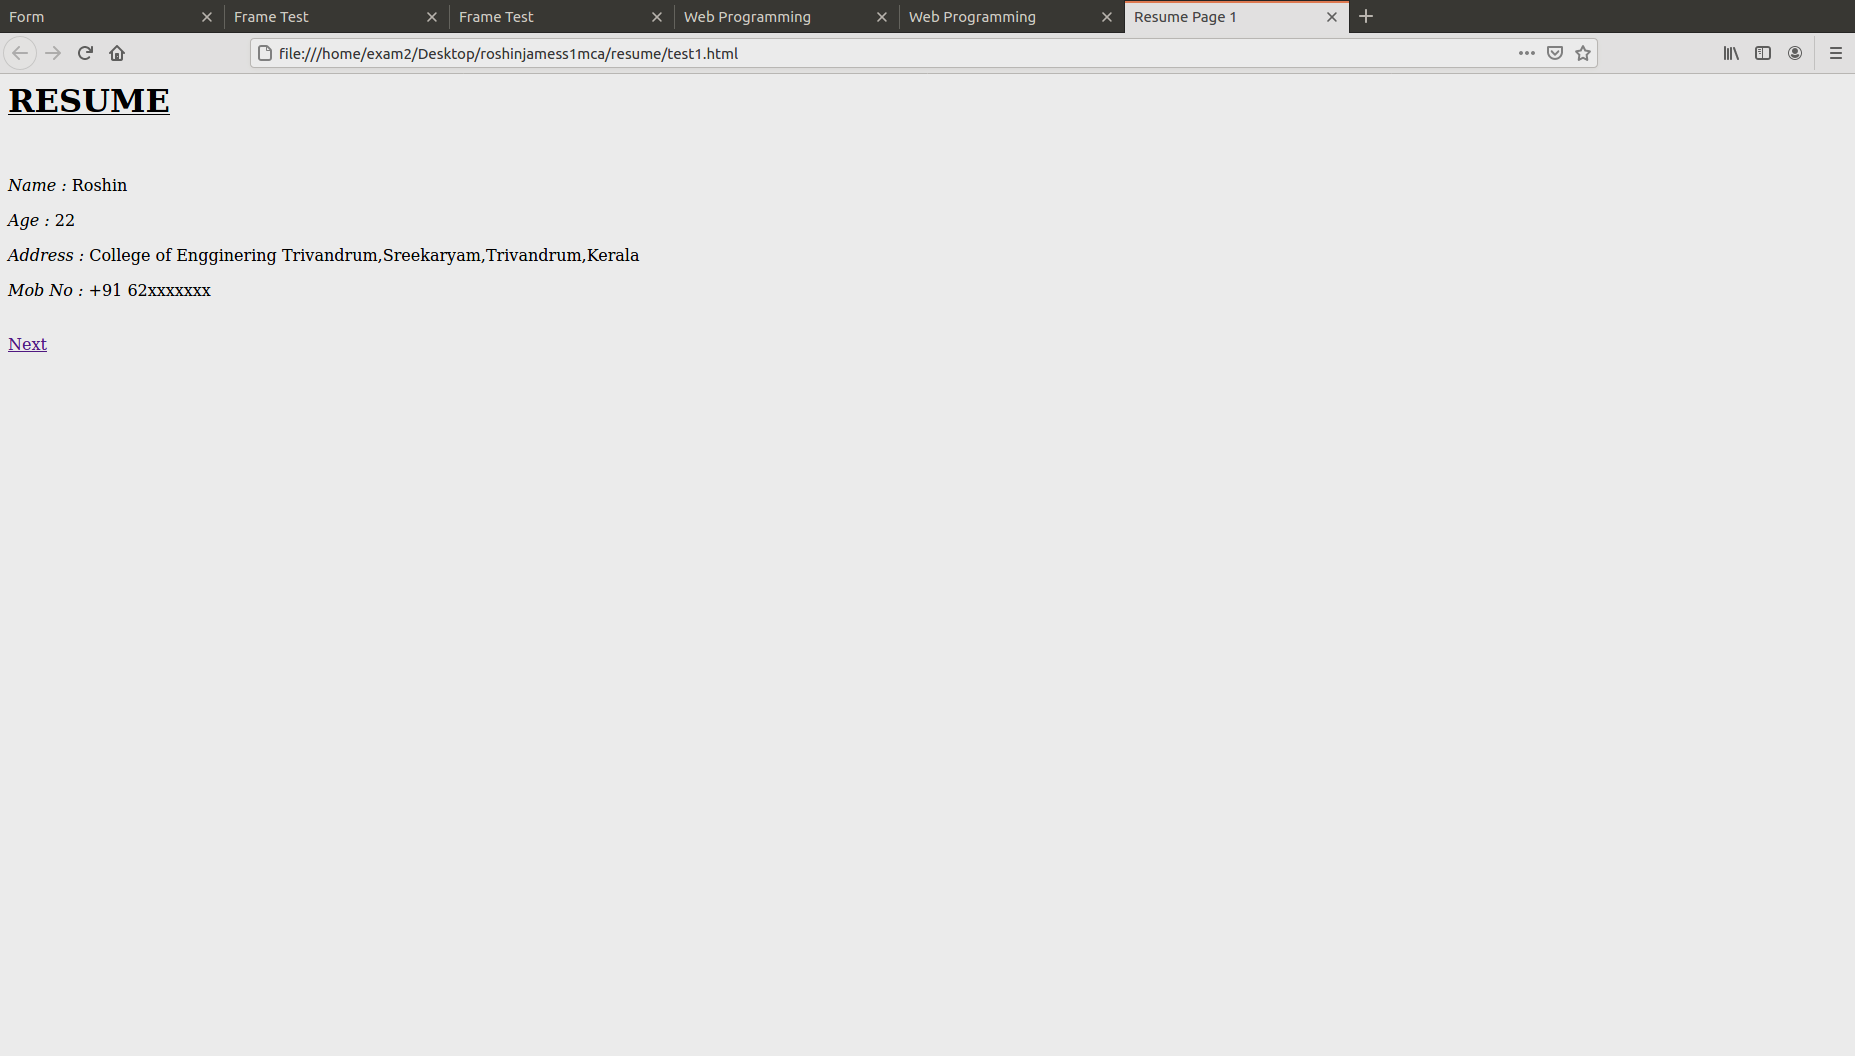 Form
Frame Test
Frame Test
Web Programming
Web Programming
Resume Page 1
file:///home/exam2/Desktop/roshinjamess1mca/resume/test1.html
RESUME
Name : Roshin
Age : 22
Address : College of Engginering Trivandrum,Sreekaryam,Trivandrum,Kerala
Mob No : +91 62xxxxxxx
Next